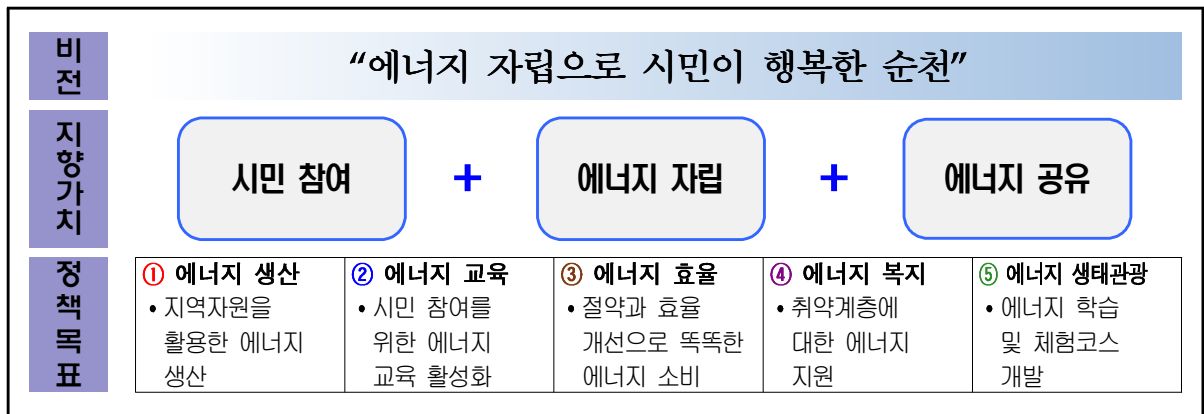 비전
“에너지 자립으로 시민이 행복한 순천”
지향가치
시민 참여 + 에너지 자립 + 에너지 공유
정책목표
① 에너지 생산
• 지역자원을
활용한 에너지
생산
② 에너지 교육
• 시민 참여를
위한 에너지
교육 활성화
③ 에너지 효율
• 절약과 효율
개선으로 똑똑한
에너지 소비
④ 에너지 복지
• 취약계층에
대한 에너지
지원
⑤ 에너지 생태관광
• 에너지 학습
및 체험코스
개발